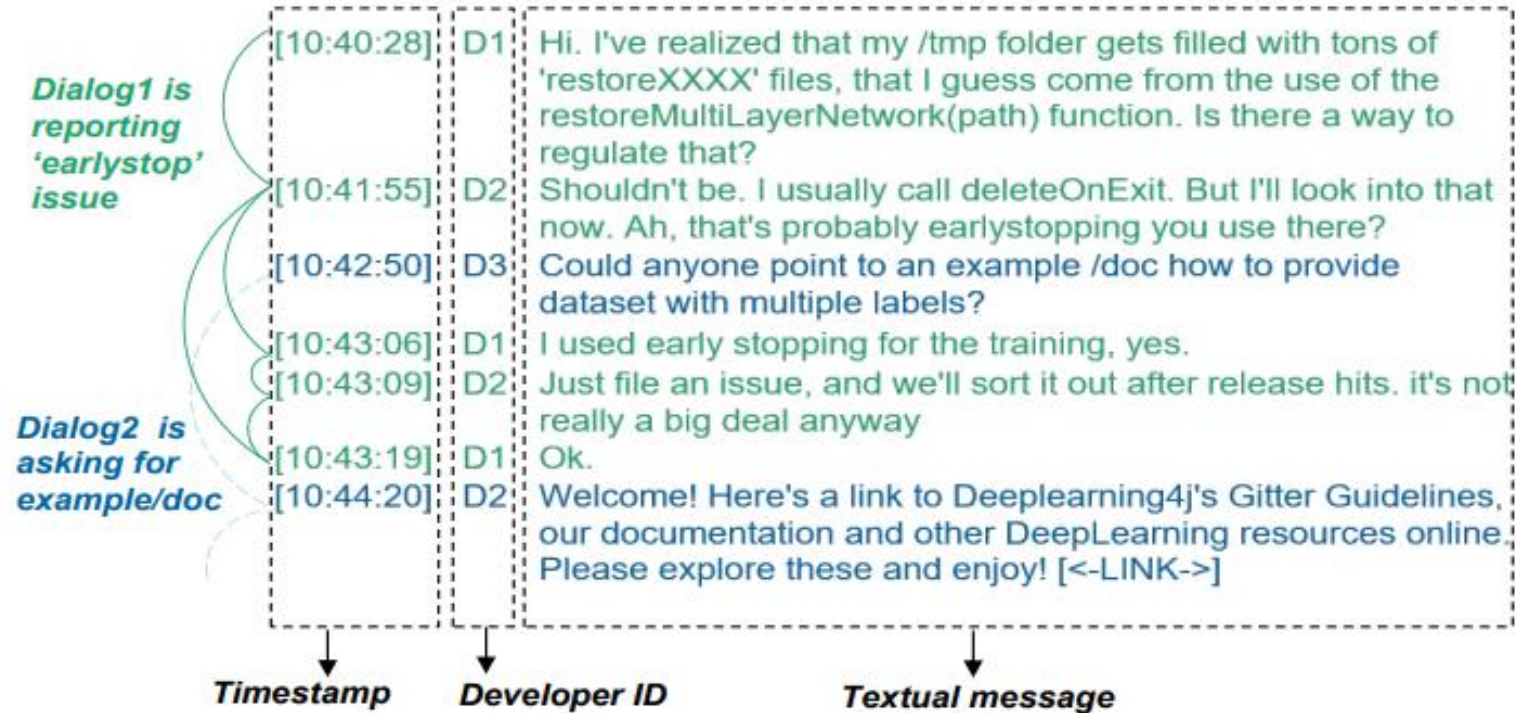 [10:40:28] D1 Hi. I've realized that my /tmp folder gets filled with tons of
'restoreXXXX' files, that I guess come from the use of the
restoreMultiLayerNetwork(path) function. Is there a way to
regulate that?
Dialog1 is
reporting
‘earlystop’
issue
[10:41:55] D2 Shouldn't be. I usually call deleteOnExit. But I'll look into that
now. Ah, that's probably earlystopping you use there?
[10:42:50] D3 Could anyone point to an example /doc how to provide
dataset with multiple labels?
[10:43:06] D1 I used early stopping for the training, yes.
[10:43:09] D2 Just file an issue, and we'll sort it out after release hits. it's not
really a big deal anyway
[10:43:19] D1 Ok.
Dialog2 is
asking for
example/doc
[10:44:20] D2 Welcome! Here's a link to Deeplearning4j's Gitter Guidelines,
our documentation and other DeepLearning resources online.
Please explore these and enjoy! [<-LINK->]
Timestamp Developer ID Textual message